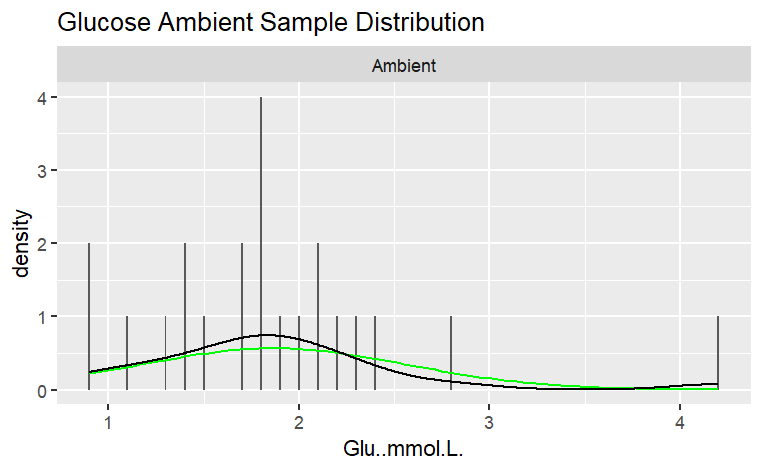 Glucose Ambient Sample Distribution
Ambient
4
3
2
1
0
density
1 2 3 4
Glu..mmol.L.